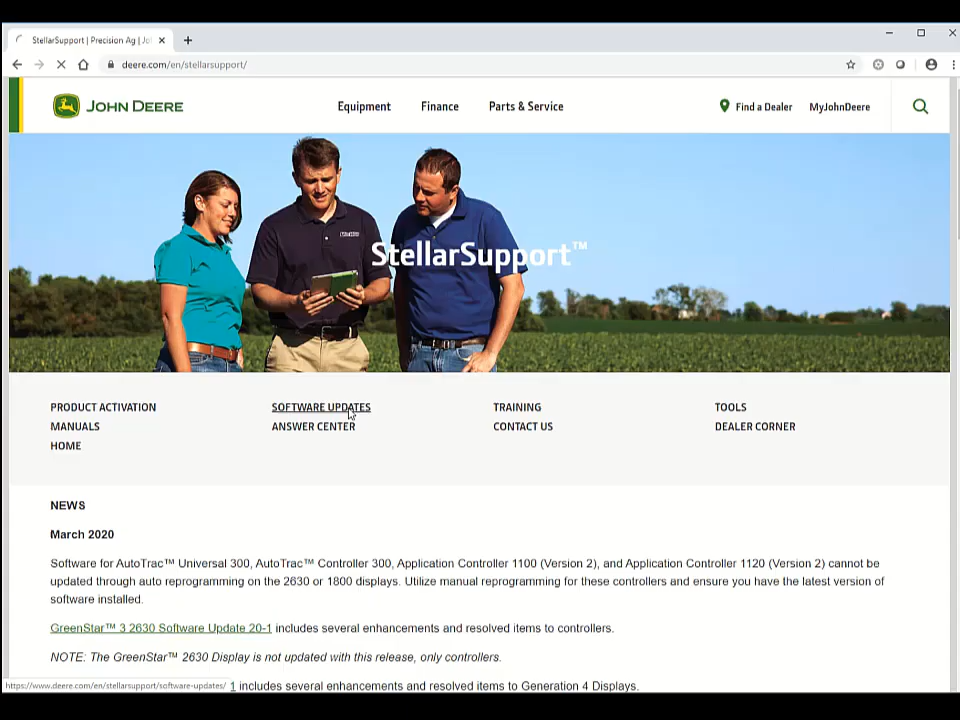 StellarSupport | Precision Ag | Jo
deere.com/en/stellarsupport/
JOHN DEERE
Equipment Finance Parts & Service
Find a Dealer MyJohnDeere
StellarSupport™
PRODUCT ACTIVATION SOFTWARE UPDATES TRAINING TOOLS
MANUALS ANSWER CENTER CONTACT US DEALER CORNER
HOME
NEWS
March 2020
Software for AutoTrac™ Universal 300, AutoTrac™ Controller 300, Application Controller 1100 (Version 2), and Application Controller 1120 (Version 2) cannot be
updated through auto reprogramming on the 2630 or 1800 displays. Utilize manual reprogramming for these controllers and ensure you have the latest version of
software installed.
GreenStar™ 3 2630 Software Update 20-1 includes several enhancements and resolved items to controllers.
NOTE: The GreenStar™ 2630 Display is not updated with this release, only controllers.
https://www.deere.com/en/stellarsupport/software-updates/ 1 includes several enhancements and resolved items to Generation 4 Displays.